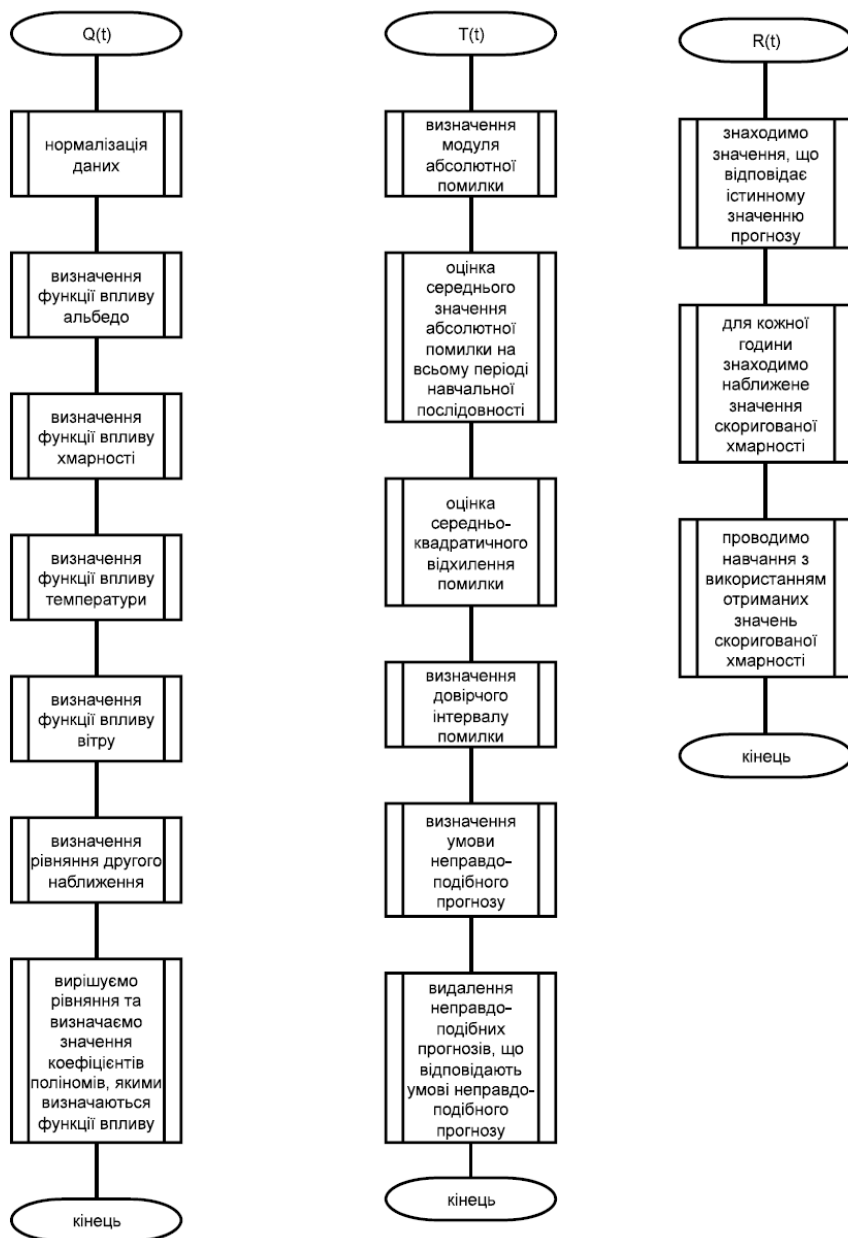 Q(t)
нормалізація
даних
визначення
функції впливу
альбедо
визначення
функції впливу
хмарності
визначення
функції впливу
температури
визначення
функції впливу
вітру
визначення
рівняння другого
наближення
вирішуємо
рівняння та
визначаємо
значення
коефіцієнтів
поліномів, якими
визначаються
функції впливу
кінець
T(t)
визначення
модуля
абсолютної
помилки
оцінка
середнього
значення
абсолютної
помилки на
всьому періоді
навчальної
послідовності
оцінка
середньо-
квадратичного
відхилення
помилки
визначення
довірчого
інтервалу
помилки
визначення
умови
неправдо-
подібного
прогнозу
видалення
неправдо-
подібних
прогнозів, що
відповідають
умові неправдо-
подібного
прогнозу
кінець
R(t)
знаходимо
значення, що
відповідає
істинному
значенню
прогнозу
для кожної
години
знаходимо
наближене
значення
скоригованої
хмарності
проводимо
навчання з
використанням
отриманих
значень
скоригованої
хмарності
кінець